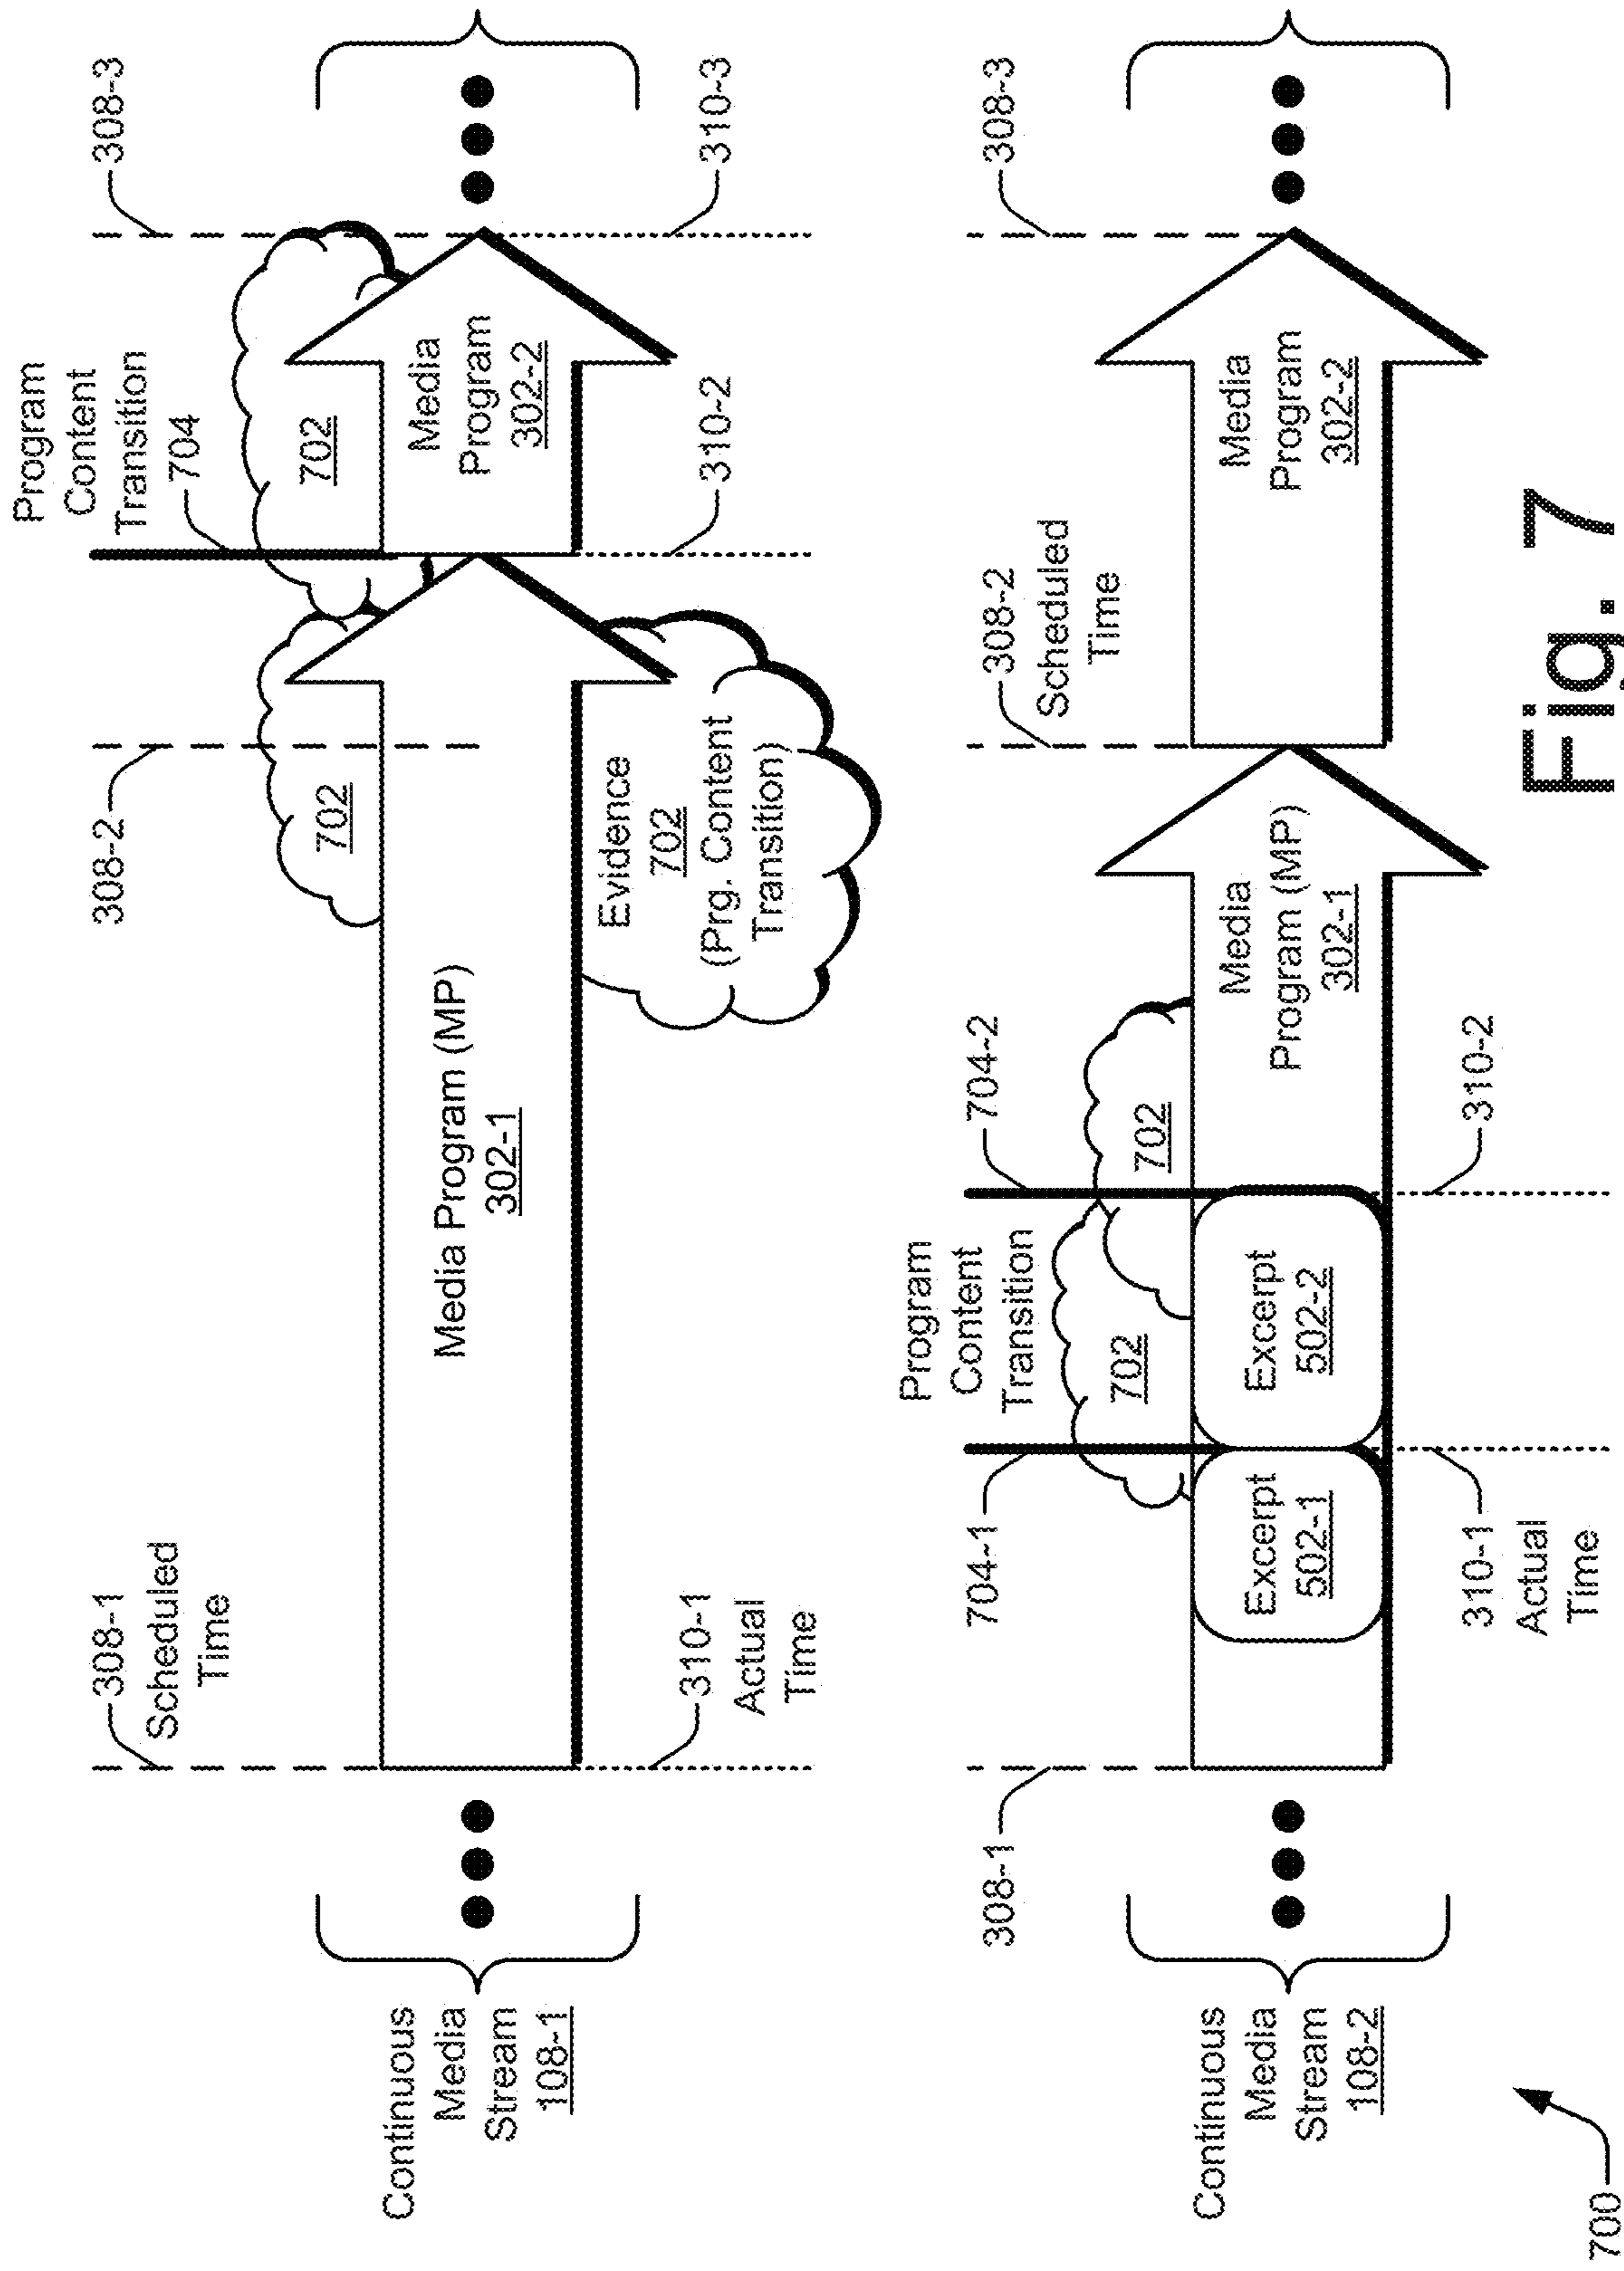 Program
Content
Transition
704
308-1
Scheduled
Time
308-2
308-3
Continuous
Media
Stream
108-1
Media Program (MP)
302-1
702
702
Media
Program
302-2
Evidence
702
(Prg. Content
Transition)
310-1
Actual
Time
310-2
310-3
Program
Content
Transition
308-1
704-1
704-2
308-2
Scheduled
Time
308-3
702
702
Continuous
Media
Stream
108-2
Excerpt
502-1
Excerpt
502-2
Media
Program (MP)
302-1
Media
Program
302-2
310-1
Actual
Time
310-2
700
Fig. 7